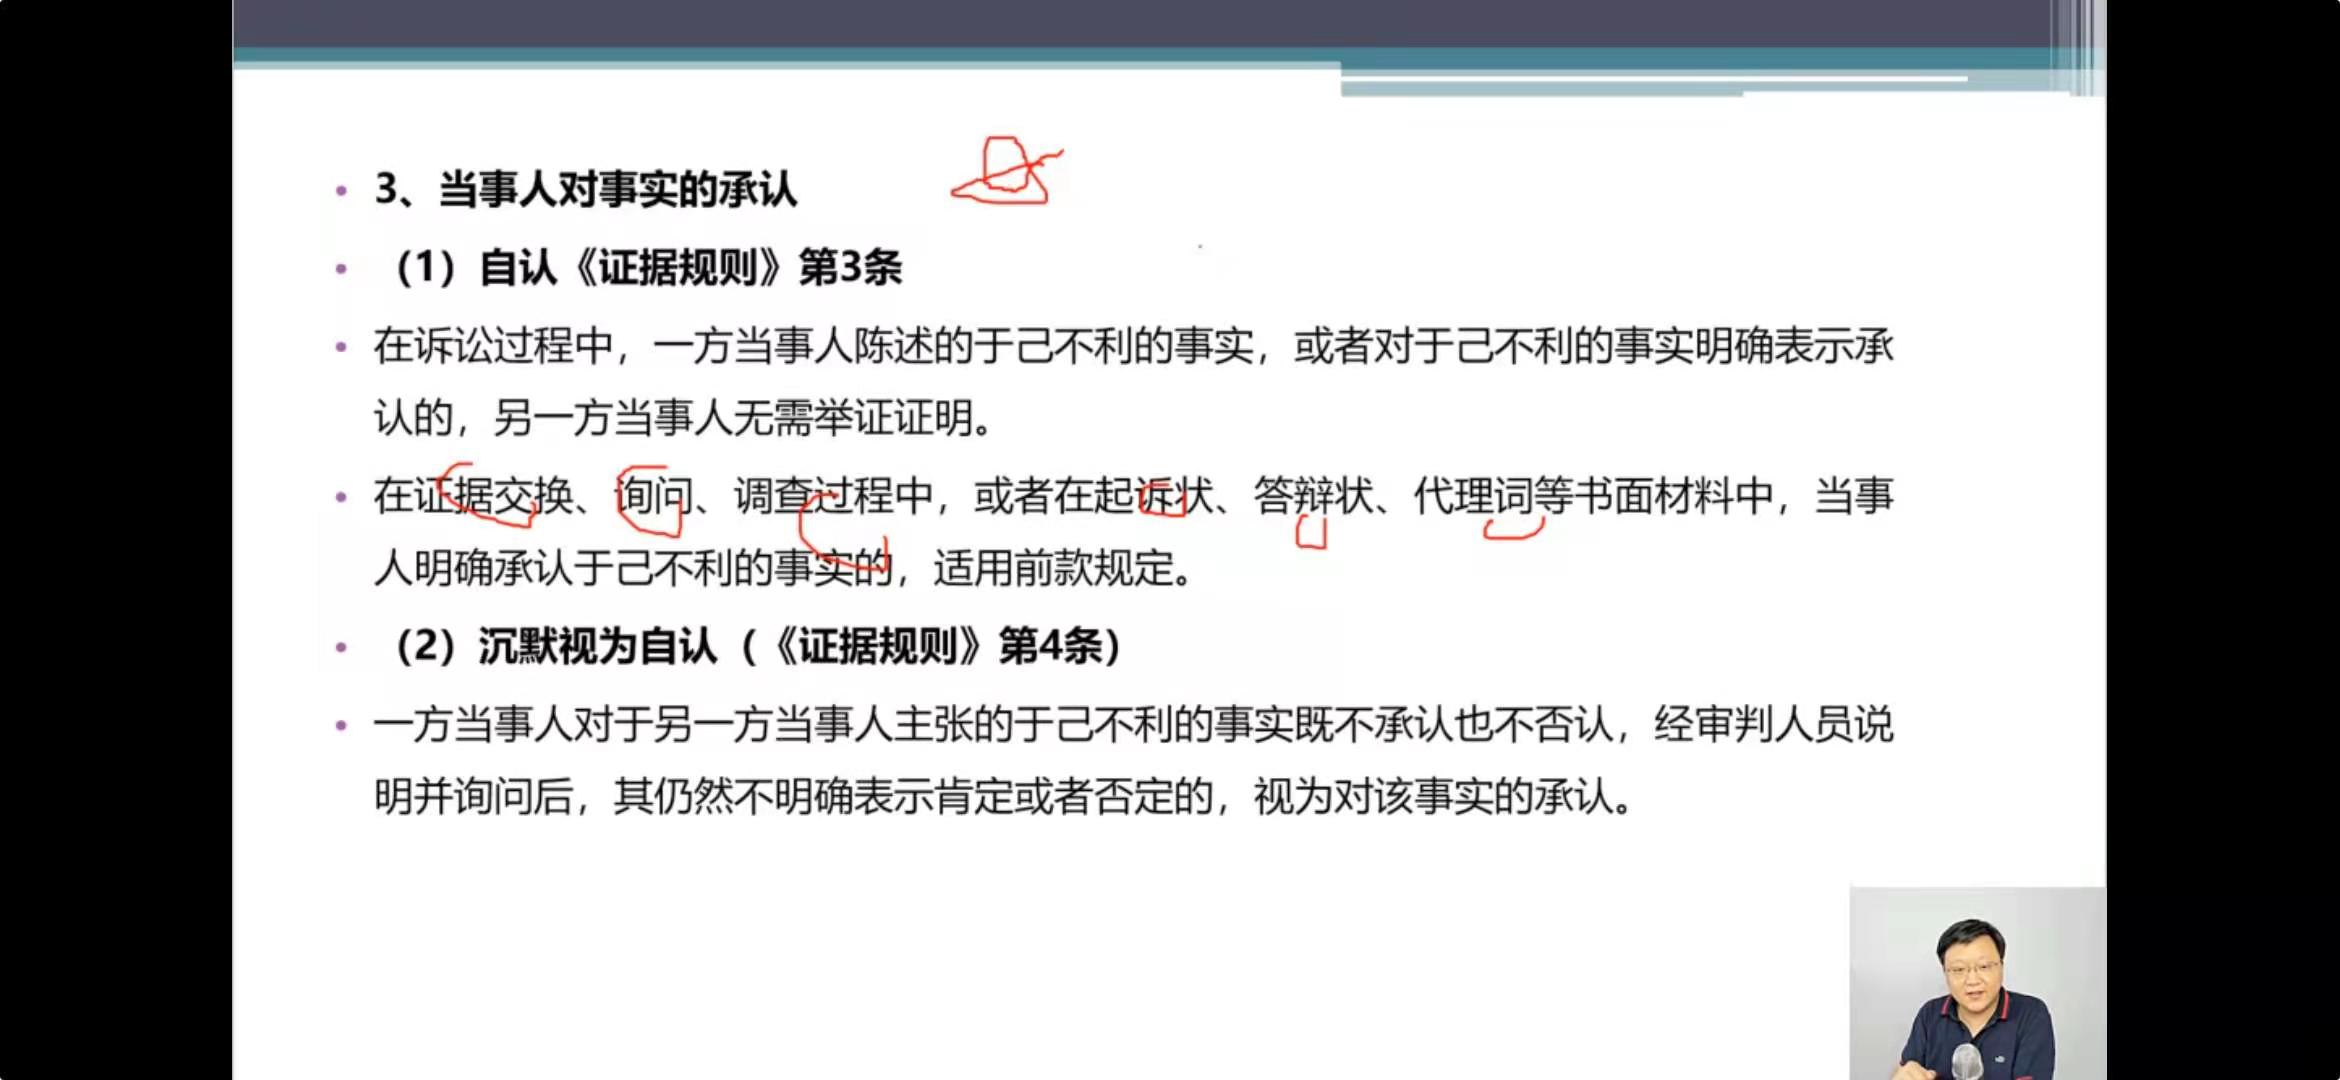 3、当事人对事实的承认
（1）自认《证据规则》第3条
在诉讼过程中，一方当事人陈述的于己不利的事实，或者对于己不利的事实明确表示承
认的，另一方当事人无需举证证明。
在证据交换、询问、调查过程中，或者在起诉状、答辩状、代理词等书面材料中，当事
人明确承认于己不利的事实的，适用前款规定。
（2）沉默视为自认（《证据规则》第4条）
一方当事人对于另一方当事人主张的于己不利的事实既不承认也不否认，经审判人员说
明并询问后，其仍然不明确表示肯定或者否定的，视为对该事实的承认。